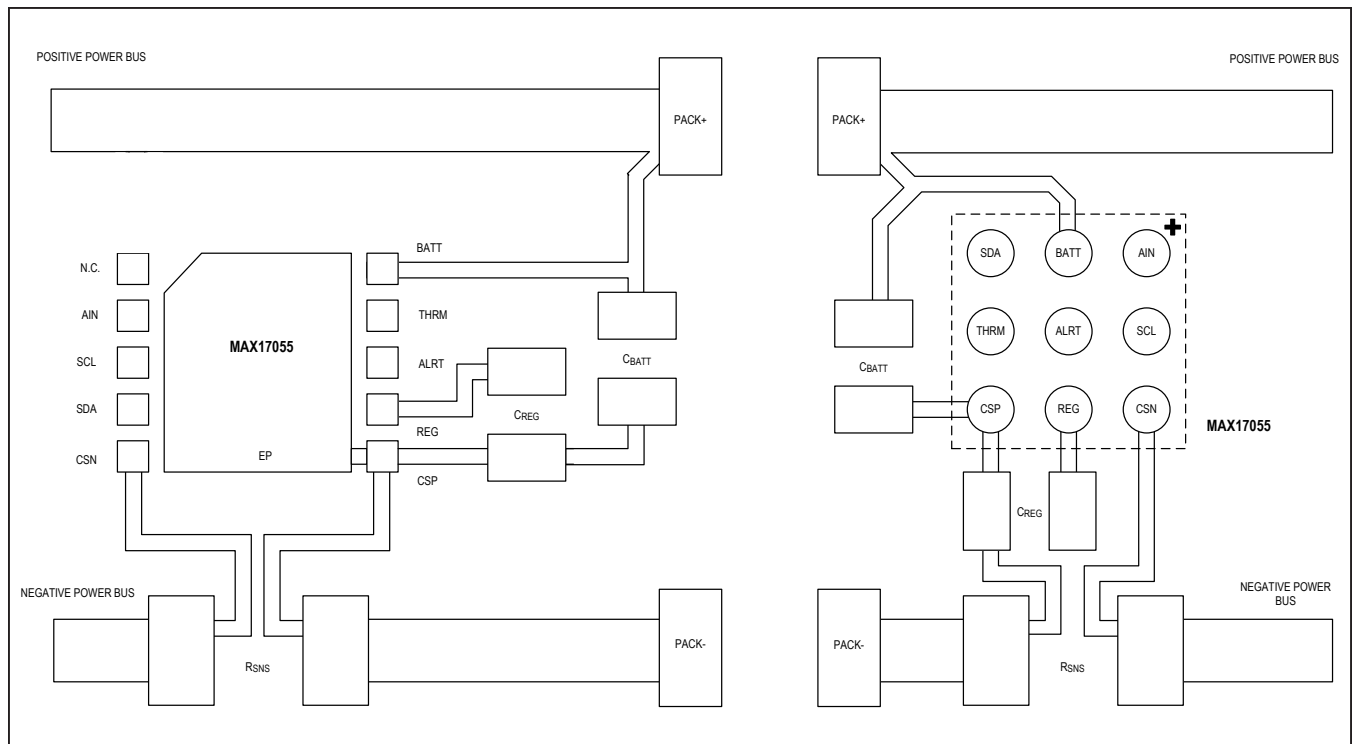 POSITIVE POWER BUS
PACK+
BATT
N.C.
AIN
THRM
MAX17055
SCL
ALRT
CBATT
SDA
CREG
REG
CSN
EP
CSP
NEGATIVE POWER BUS
RSNS
PACK-
POSITIVE POWER BUS
PACK+
SDA
BATT
AIN
THRM
ALRT
SCL
CBATT
CSP
REG
CSN
MAX17055
CREG
NEGATIVE POWER
BUS
PACK-
RSNS